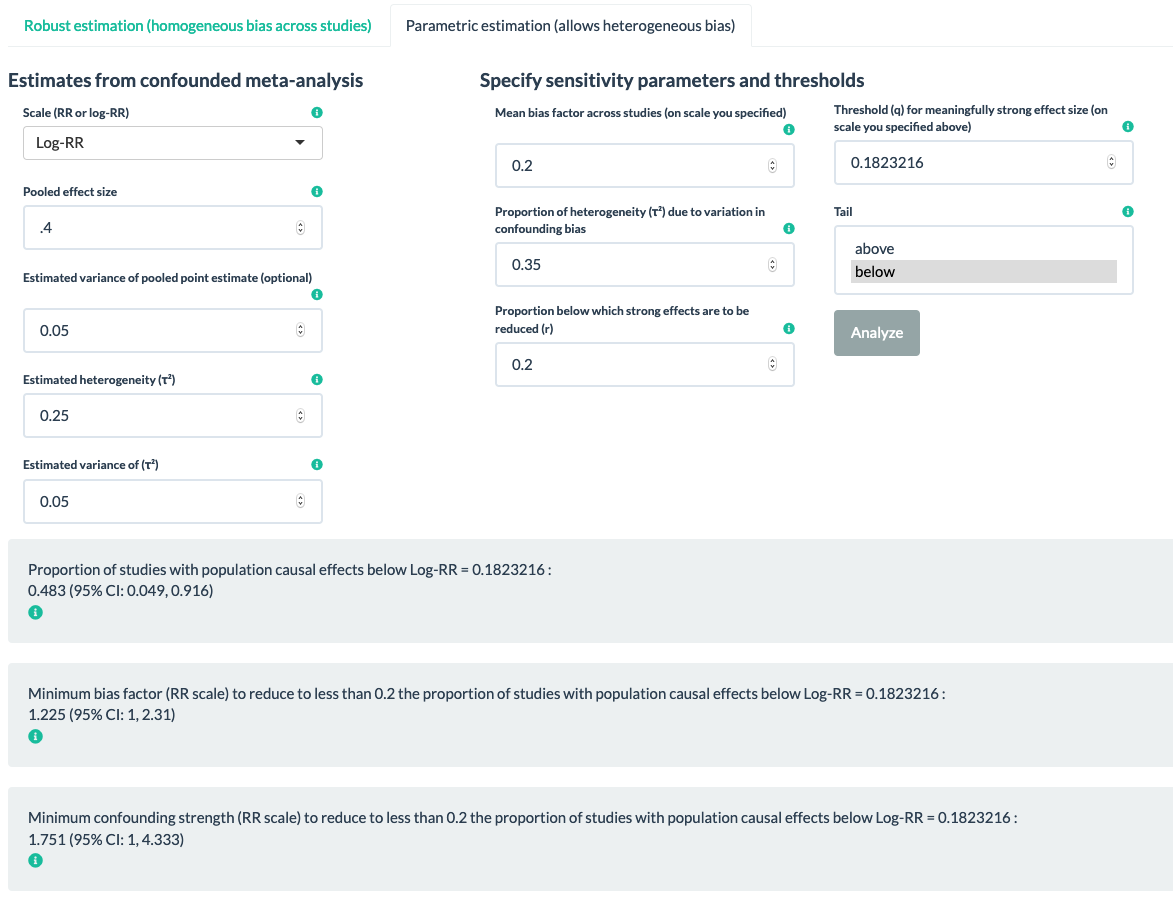 Robust estimation (homogeneous bias across studies)
Parametric estimation (allows heterogeneous bias)
Estimates from confounded meta-analysis
Scale (RR or log-RR)
Log-RR
Pooled effect size
.4
Estimated variance of pooled point estimate (optional)
0.05
Estimated heterogeneity (τ²)
0.25
Estimated variance of (τ²)
0.05
Specify sensitivity parameters and thresholds
Mean bias factor across studies (on scale you specified)
0.2
Proportion of heterogeneity (τ²) due to variation in
confounding bias
0.35
Proportion below which strong effects are to be
reduced (r)
0.2
Threshold (q) for meaningfully strong effect size (on
scale you specified above)
0.1823216
Tail
above
below
Analyze
Proportion of studies with population causal effects below Log-RR = 0.1823216 :
0.483 (95% CI: 0.049, 0.916)
Minimum bias factor (RR scale) to reduce to less than 0.2 the proportion of studies with population causal effects below Log-RR = 0.1823216 :
1.225 (95% CI: 1, 2.31)
Minimum confounding strength (RR scale) to reduce to less than 0.2 the proportion of studies with population causal effects below Log-RR = 0.1823216 :
1.751 (95% CI: 1, 4.333)